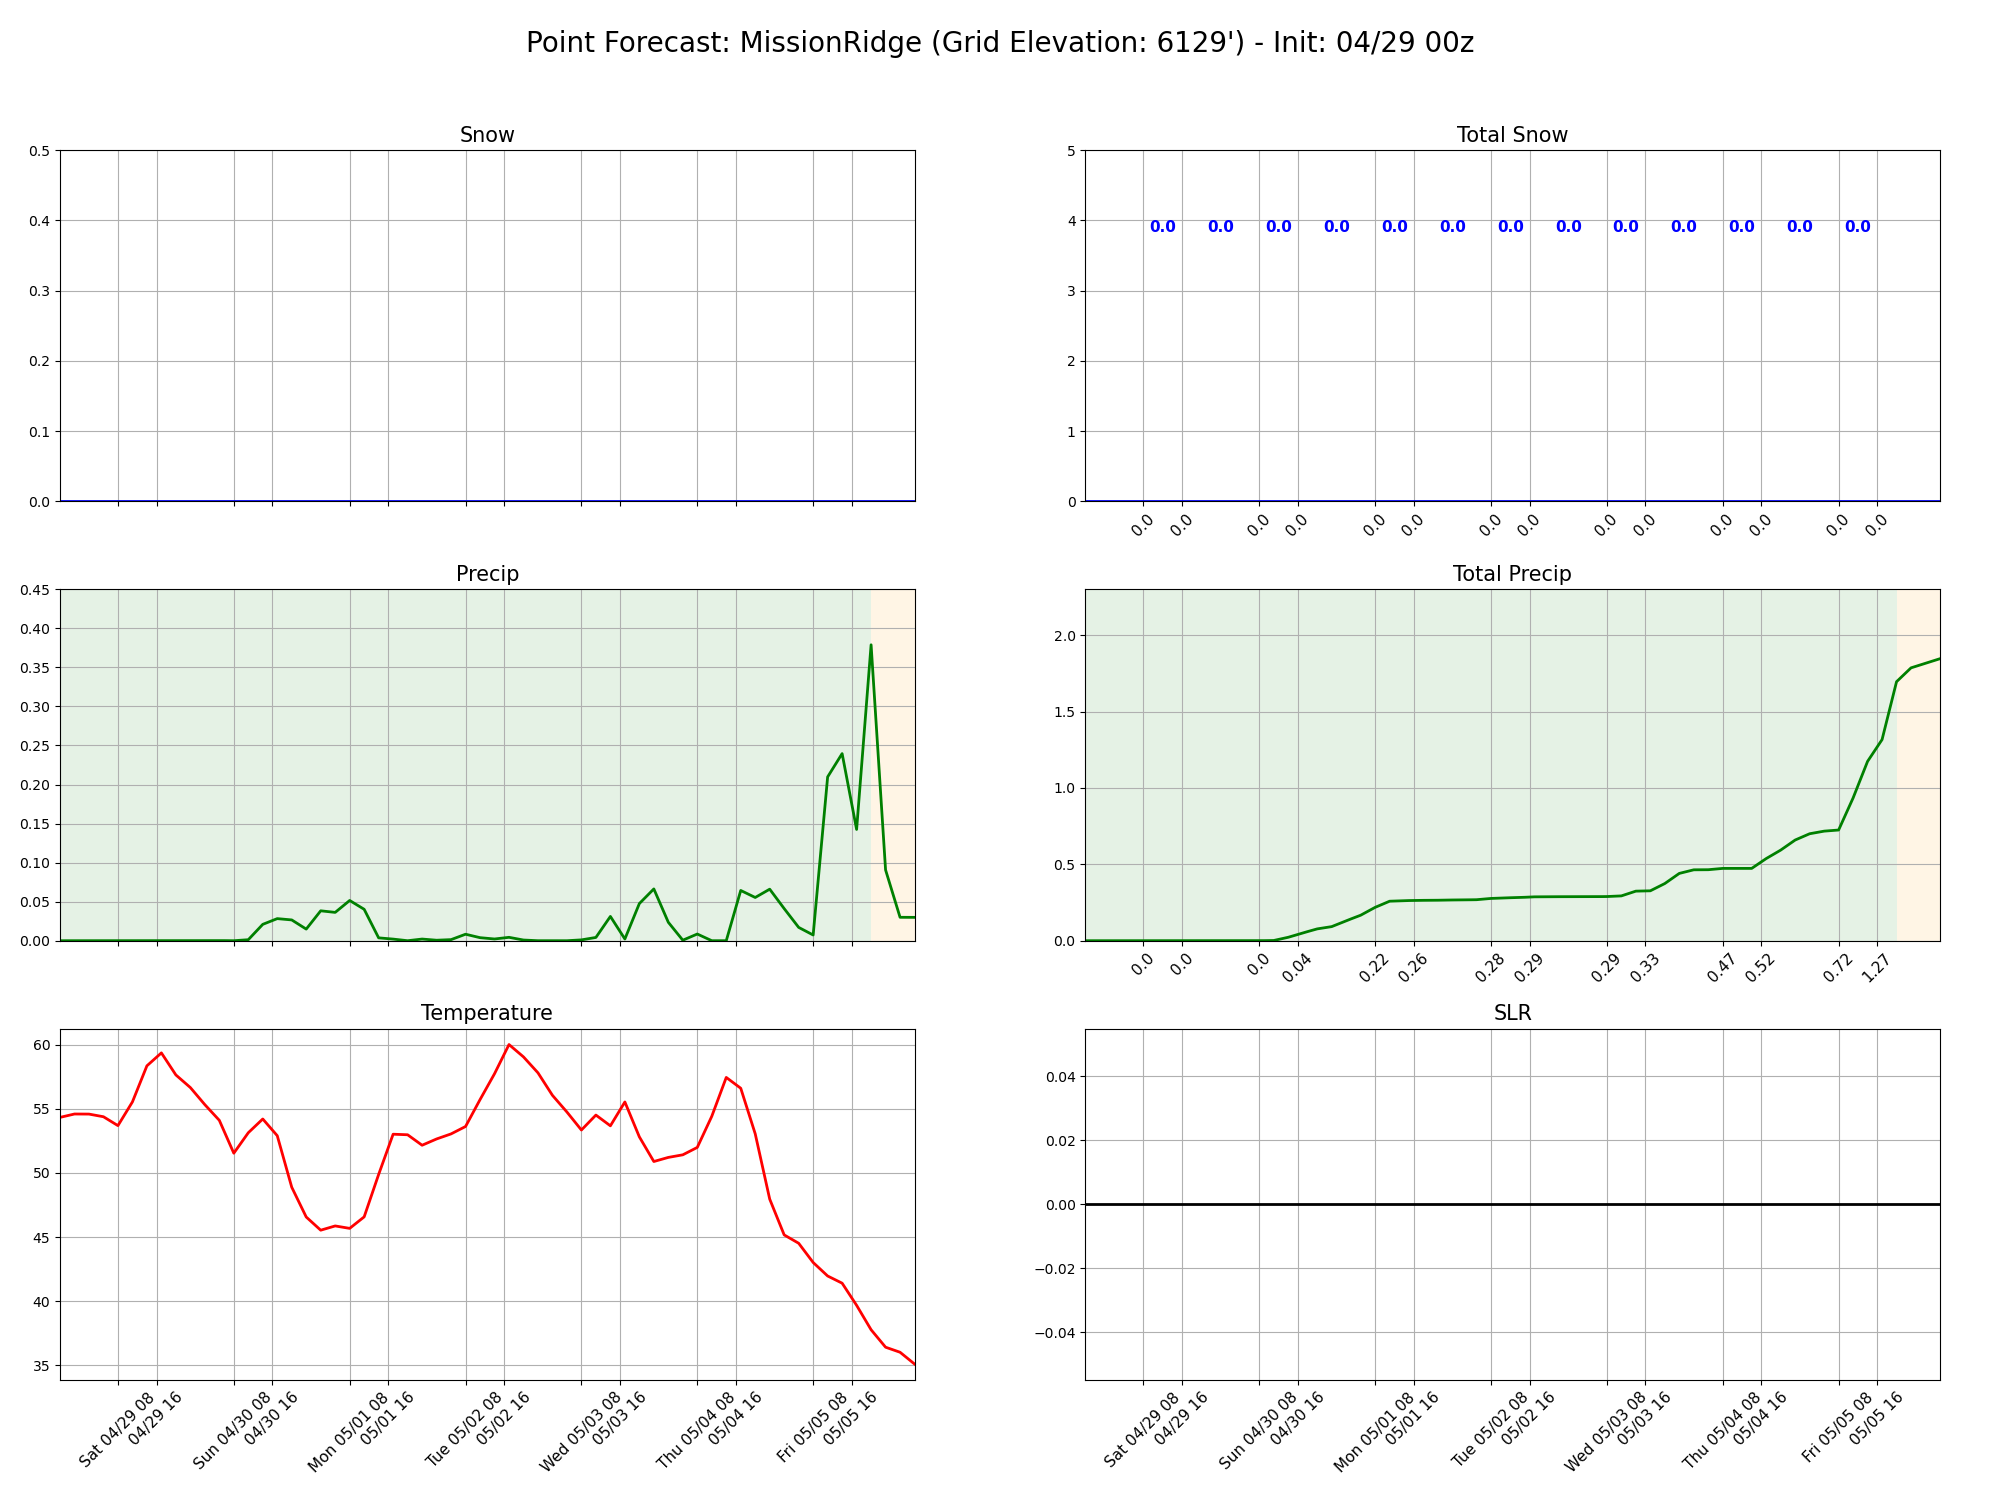 Point Forecast: MissionRidge (Grid Elevation: 6129') - Init: 04/29 00z
Snow
0.5
0.4
0.3
0.2
0.1
0.0
Total Snow
5
4
3
2
1
0
0.0 0.0 0.0 0.0 0.0 0.0 0.0 0.0 0.0 0.0 0.0 0.0 0.0
0.0 0.0 0.0 0.0 0.0 0.0 0.0 0.0 0.0 0.0 0.0 0.0 0.0 0.0
Precip
0.45
0.40
0.35
0.30
0.25
0.20
0.15
0.10
0.05
0.00
Total Precip
2.0
1.5
1.0
0.5
0.0
0.0 0.0 0.0 0.04 0.22 0.26 0.28 0.29 0.29 0.33 0.47 0.52 0.72 1.27
Temperature
60
55
50
45
40
35
Sat 04/29 08
04/29 16
Sun 04/30 08
04/30 16
Mon 05/01 08
05/01 16
Tue 05/02 08
05/02 16
Wed 05/03 08
05/03 16
Thu 05/04 08
05/04 16
Fri 05/05 08
05/05 16
SLR
0.04
0.02
0.00
−0.02
−0.04
Sat 04/29 08
04/29 16
Sun 04/30 08
04/30 16
Mon 05/01 08
05/01 16
Tue 05/02 08
05/02 16
Wed 05/03 08
05/03 16
Thu 05/04 08
05/04 16
Fri 05/05 08
05/05 16